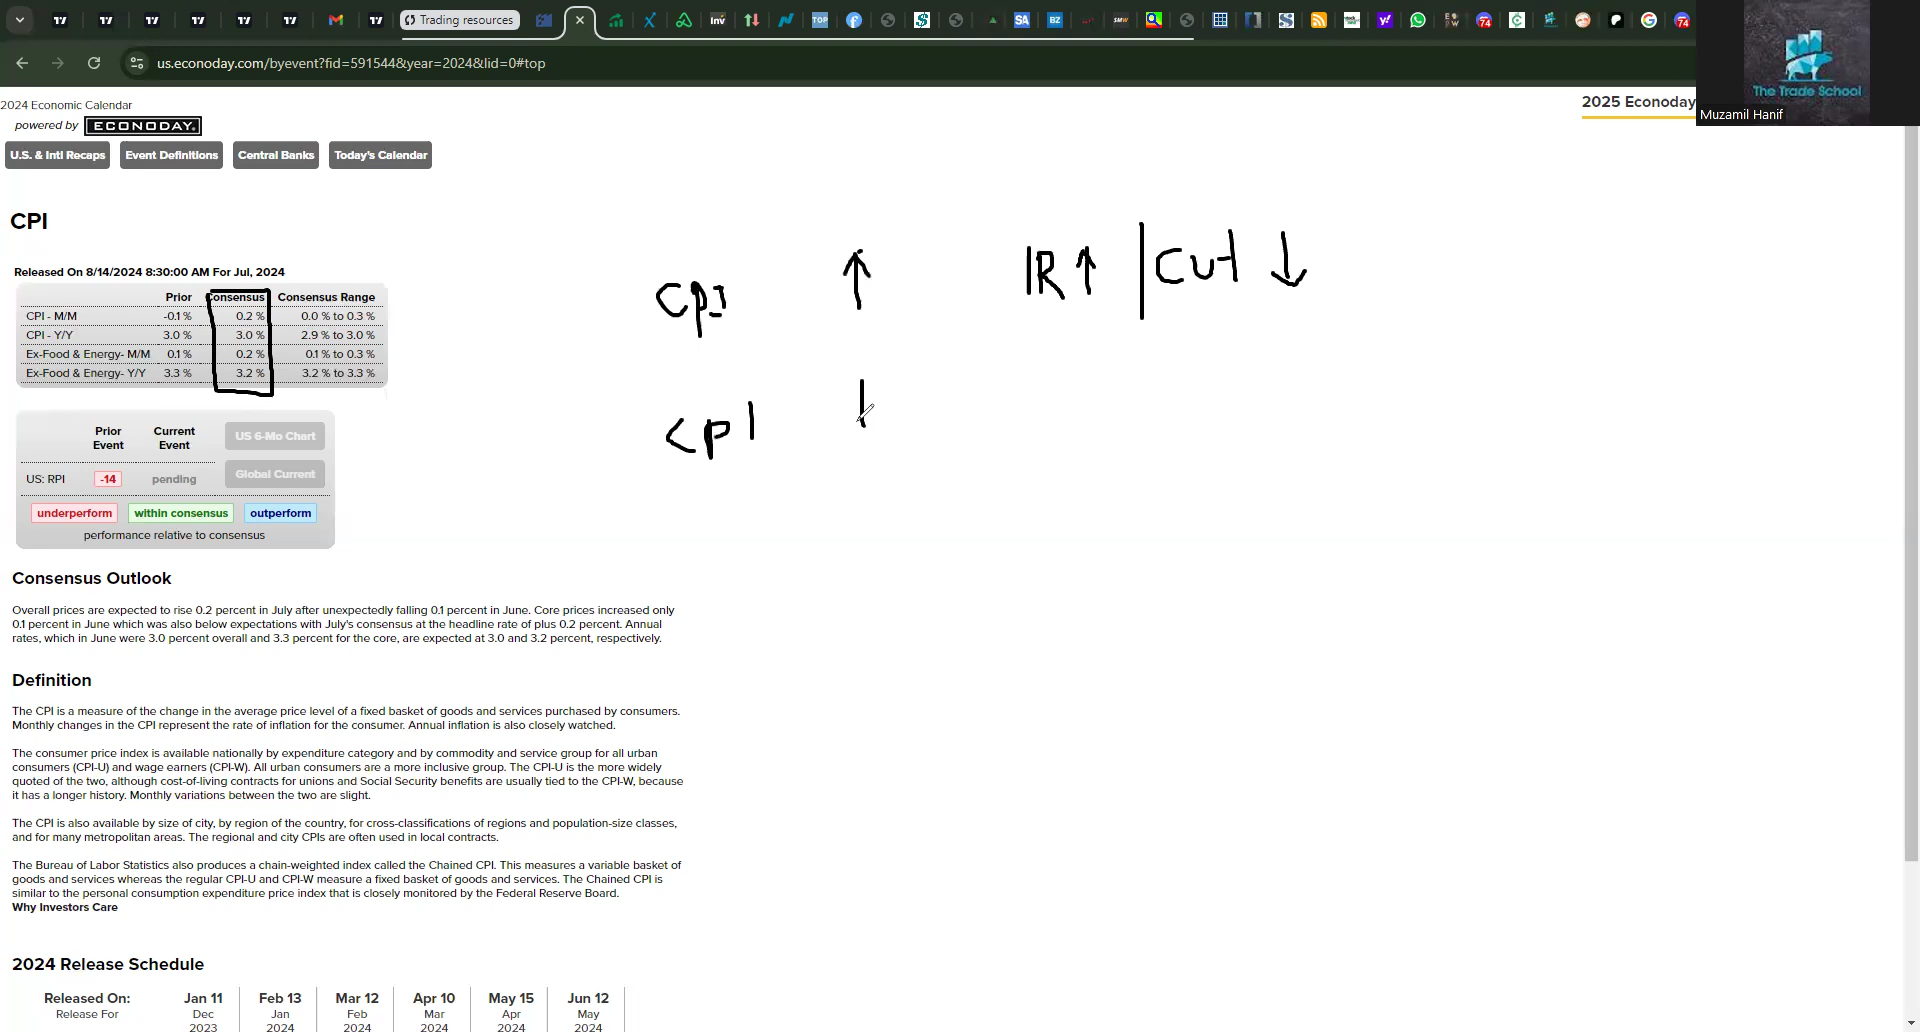 Trading resources
us.econoday.com/byevent?fid=591544&year=2024&lid=0#top
The Trade School
Muzamil Hanif
2024 Economic Calendar
powered by ECONODAY
2025 Econoday
U.S. & Intl Recaps Event Definitions Central Banks Today's Calendar
CPI
Released On 8/14/2024 8:30:00 AM For Jul, 2024
Prior Consensus Consensus Range
CPI - M/M -0.1 % 0.2 % 0.0 % to 0.3 %
CPI - Y/Y 3.0 % 3.0 % 2.9 % to 3.0 %
Ex-Food & Energy- M/M 0.1 % 0.2 % 0.1 % to 0.3 %
Ex-Food & Energy- Y/Y 3.3 % 3.2 % 3.2 % to 3.3 %
CPI ↑ IR ↑ | Cut ↓
CPI
Prior Event Current Event US 6-Mo Chart
Global Current
US: RPI -14 pending
underperform within consensus outperform
performance relative to consensus
Consensus Outlook
Overall prices are expected to rise 0.2 percent in July after unexpectedly falling 0.1 percent in June. Core prices increased only
0.1 percent in June which was also below expectations with July's consensus at the headline rate of plus 0.2 percent. Annual
rates, which in June were 3.0 percent overall and 3.3 percent for the core, are expected at 3.0 and 3.2 percent, respectively.
Definition
The CPI is a measure of the change in the average price level of a fixed basket of goods and services purchased by consumers.
Monthly changes in the CPI represent the rate of inflation for the consumer. Annual inflation is also closely watched.
The consumer price index is available nationally by expenditure category and by commodity and service group for all urban
consumers (CPI-U) and wage earners (CPI-W). All urban consumers are a more inclusive group. The CPI-U is the more widely
quoted of the two, although cost-of-living contracts for unions and Social Security benefits are usually tied to the CPI-W, because
it has a longer history. Monthly variations between the two are slight.
The CPI is also available by size of city, by region of the country, for cross-classifications of regions and population-size classes,
and for many metropolitan areas. The regional and city CPIs are often used in local contracts.
The Bureau of Labor Statistics also produces a chain-weighted index called the Chained CPI. This measures a variable basket of
goods and services whereas the regular CPI-U and CPI-W measure a fixed basket of goods and services. The Chained CPI is
similar to the personal consumption expenditure price index that is closely monitored by the Federal Reserve Board.
Why Investors Care
2024 Release Schedule
Released On: Jan 11 Feb 13 Mar 12 Apr 10 May 15 Jun 12
Release For Dec Jan Feb Mar Apr May
2023 2024 2024 2024 2024 2024